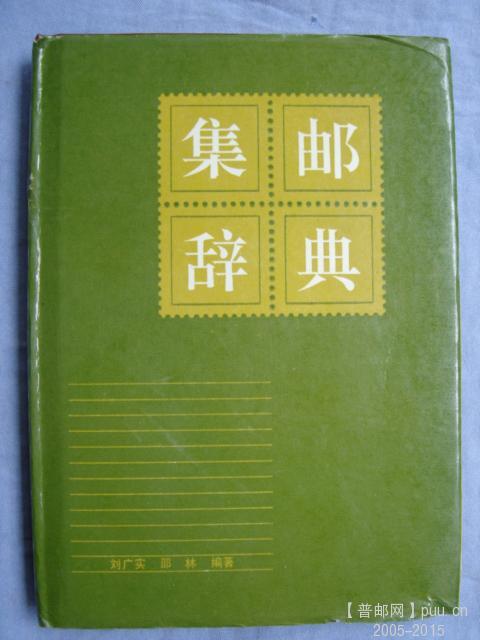 集邮
辞典
刘广实 邵林 编著
【普邮网】puu.cn
2005-2015